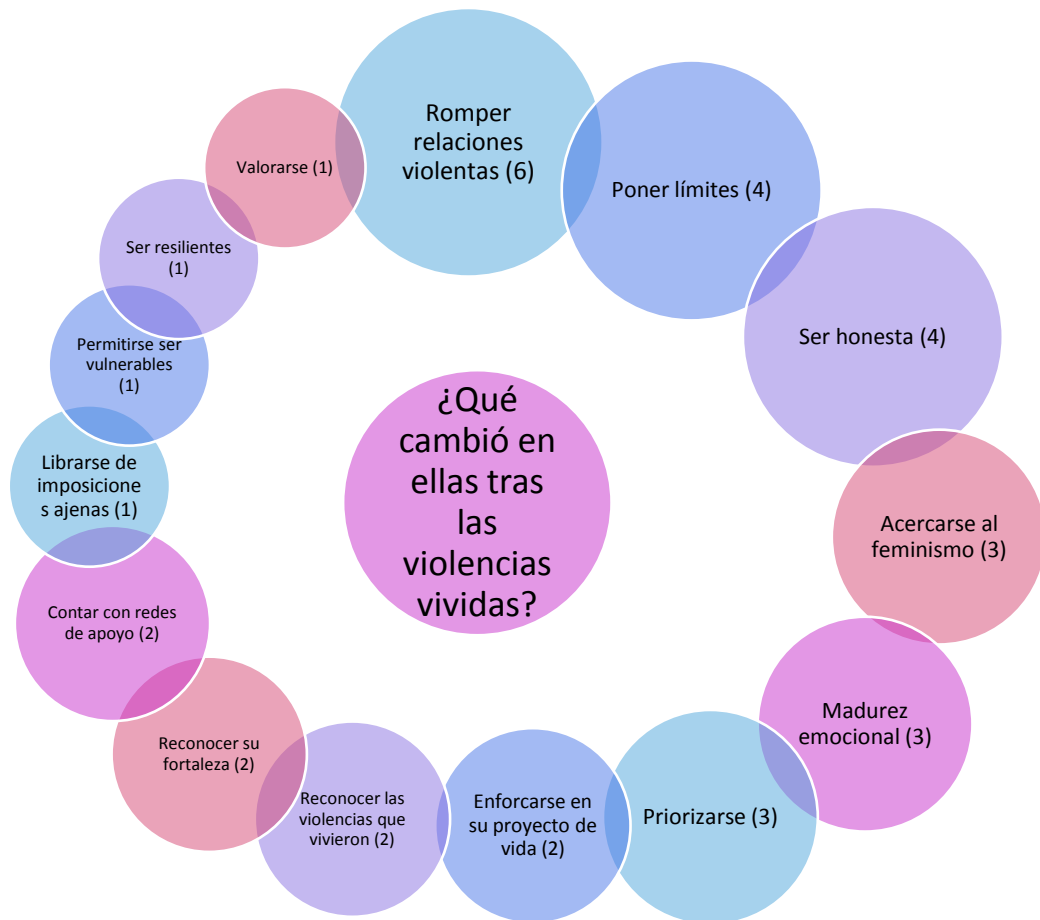 Romper
relaciones
violentas (6)
Poner límites (4)
Ser honesta (4)
Acercarse al
feminismo (3)
Madurez
emocional (3)
Priorizarse (3)
Enforcarse en
su proyecto de
vida (2)
Reconocer las
violencias que
vivieron (2)
Reconocer su
fortaleza (2)
Contar con redes
de apoyo (2)
Librarse de
imposicione
s ajenas (1)
Permitirse ser
vulnerables
(1)
Ser resilientes
(1)
Valorarse (1)
¿Qué
cambió en
ellas tras
las
violencias
vividas?